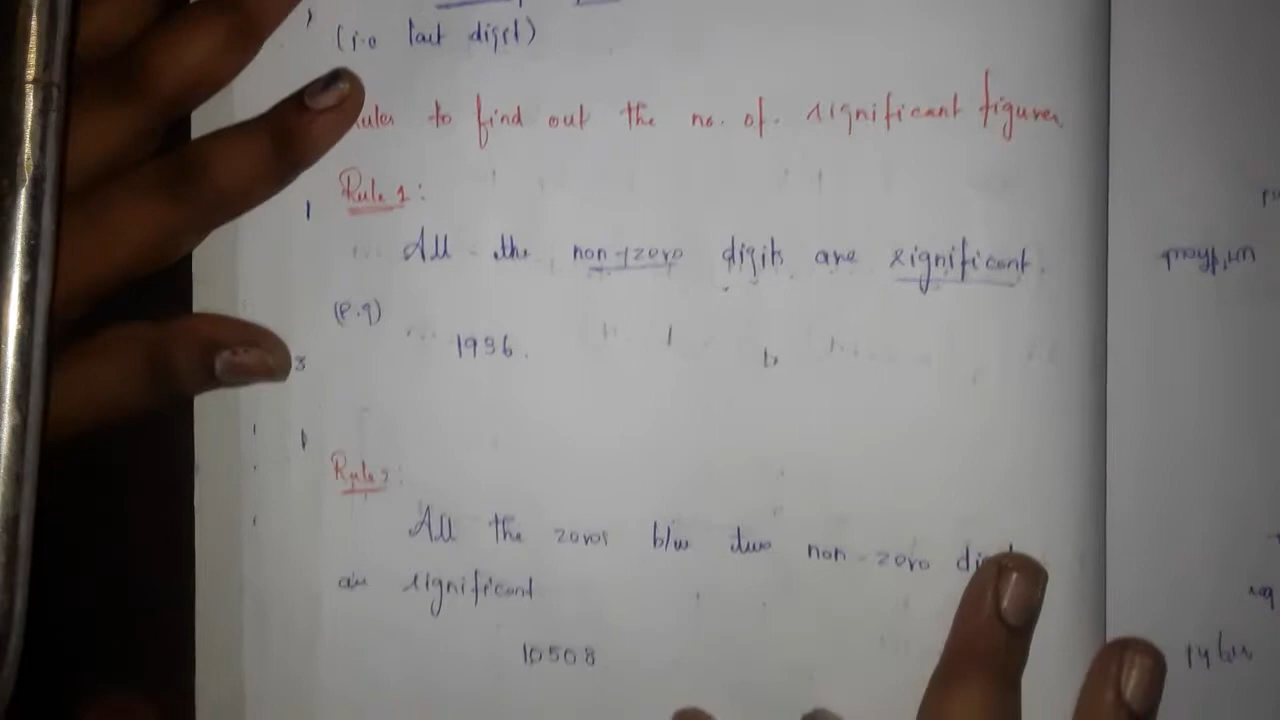 (i.e last digit)
Rules to find out the no. of. significant figures
Rule 1:
All the non-zero digits are significant.
(e.g)
1936.
Rule 2:
All the zeros b/w two non-zero
are significant
10508
without